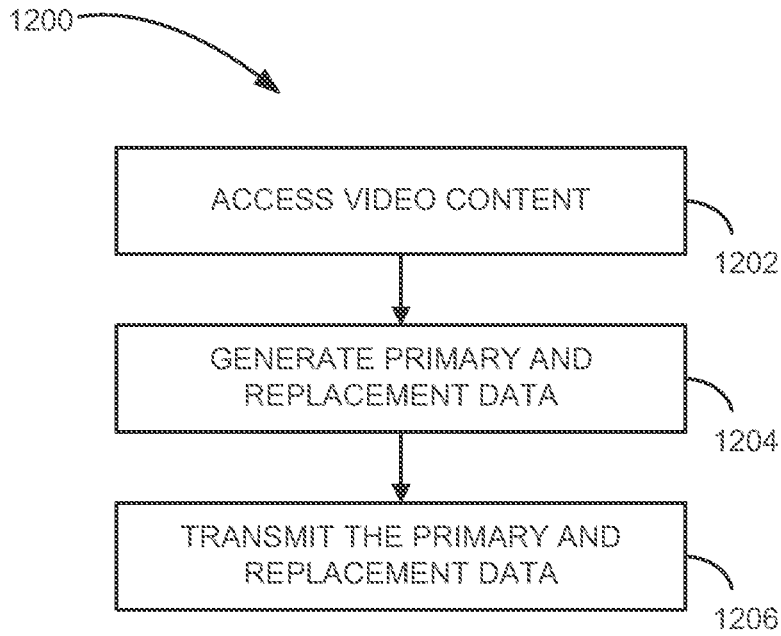 1200
ACCESS VIDEO CONTENT
1202
GENERATE PRIMARY AND
REPLACEMENT DATA
1204
TRANSMIT THE PRIMARY AND
REPLACEMENT DATA
1206